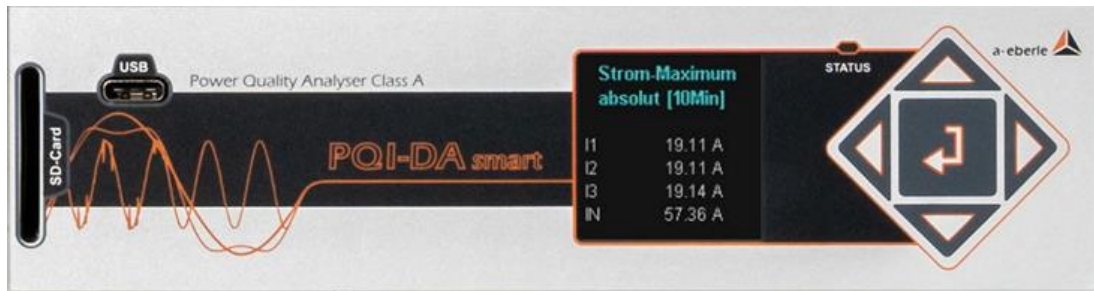 USB
Power Quality Analyser Class A
SD-Card
PQI-DA smart
Strom-Maximum
absolut [10Min]
I1 19.11 A
I2 19.11 A
I3 19.14 A
IN 57.36 A
STATUS
a-eberle